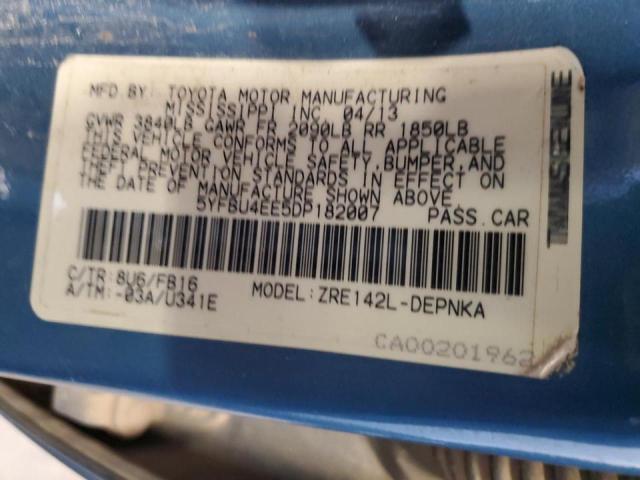 MFD BY: TOYOTA MOTOR MANUFACTURING
MISSISSIPPI INC. 04/13
GVWR 3640LB GAWR FR 2090LB RR 1850LB
THIS VEHICLE CONFORMS TO ALL APPLICABLE
FEDERAL MOTOR VEHICLE SAFETY,BUMPER,AND
THEFT PREVENTION STANDARDS IN EFFECT ON
THE DATE OF MANUFACTURE SHOWN ABOVE.
5YFBU4EE5DP182007 PASS.CAR
C/TR: 8U6/FB16
A/TM: -03A/U341E MODEL: ZRE142L-DEPNKA
CA00201962